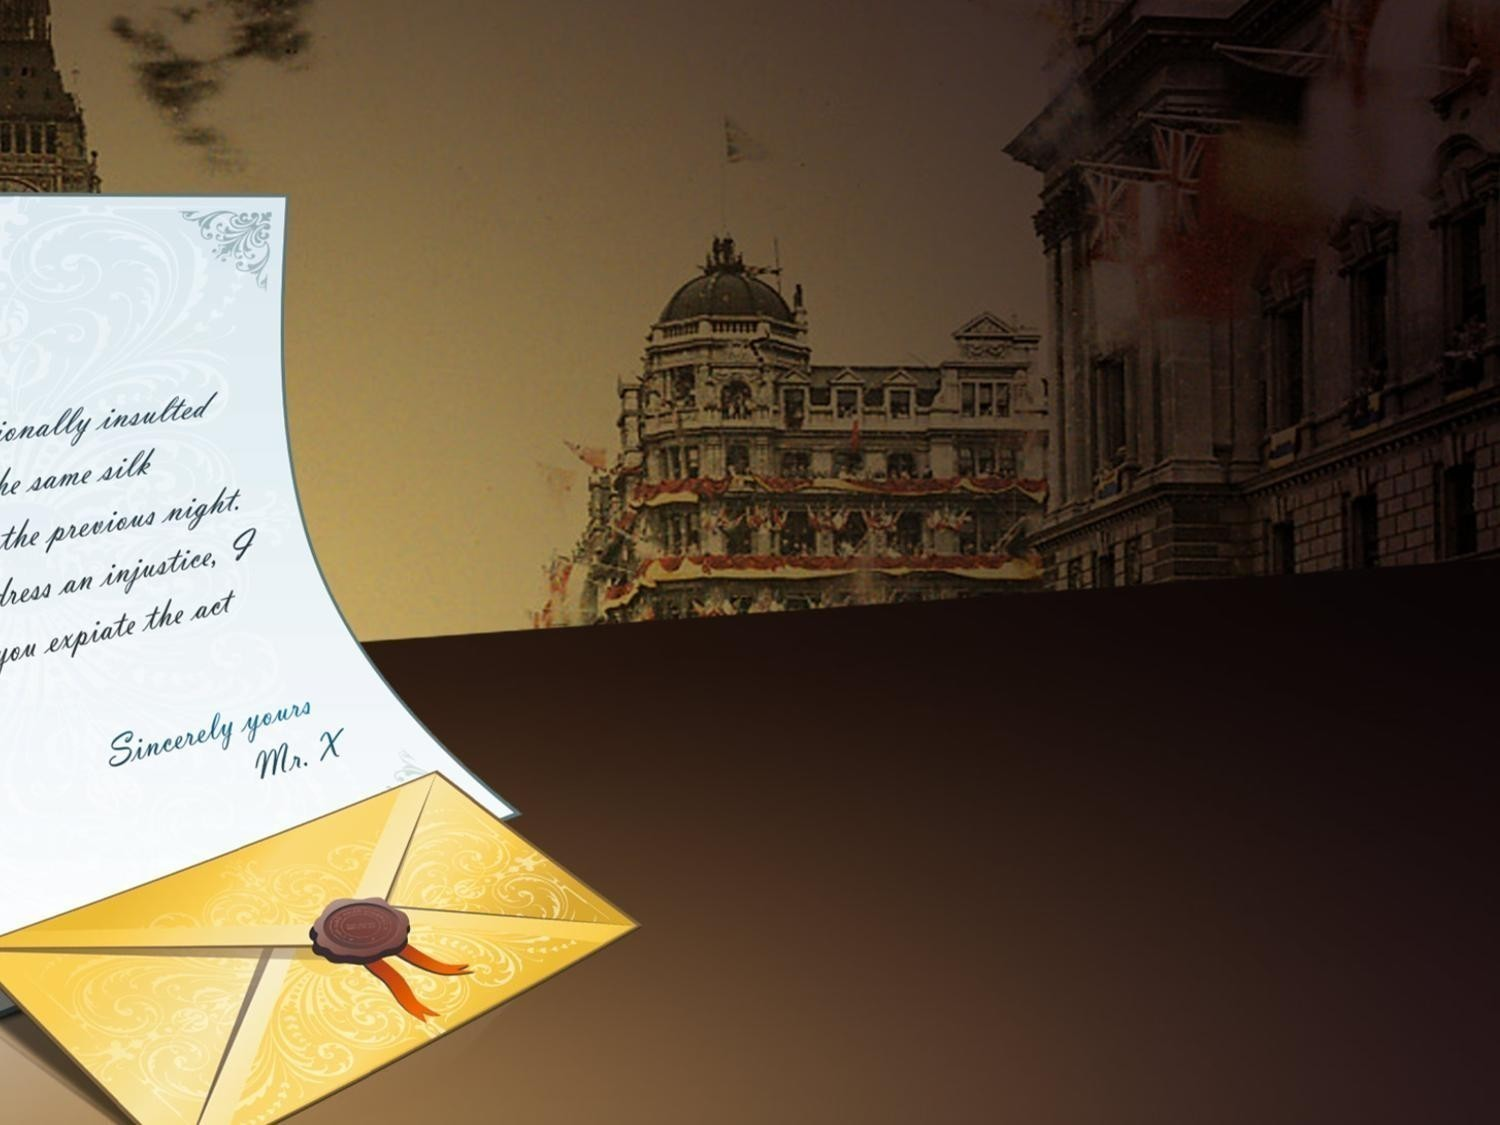 ionally insulted
he same silk
the previous night.
dress an injustice, I
you expiate the act
Sincerely yours
Mr. X